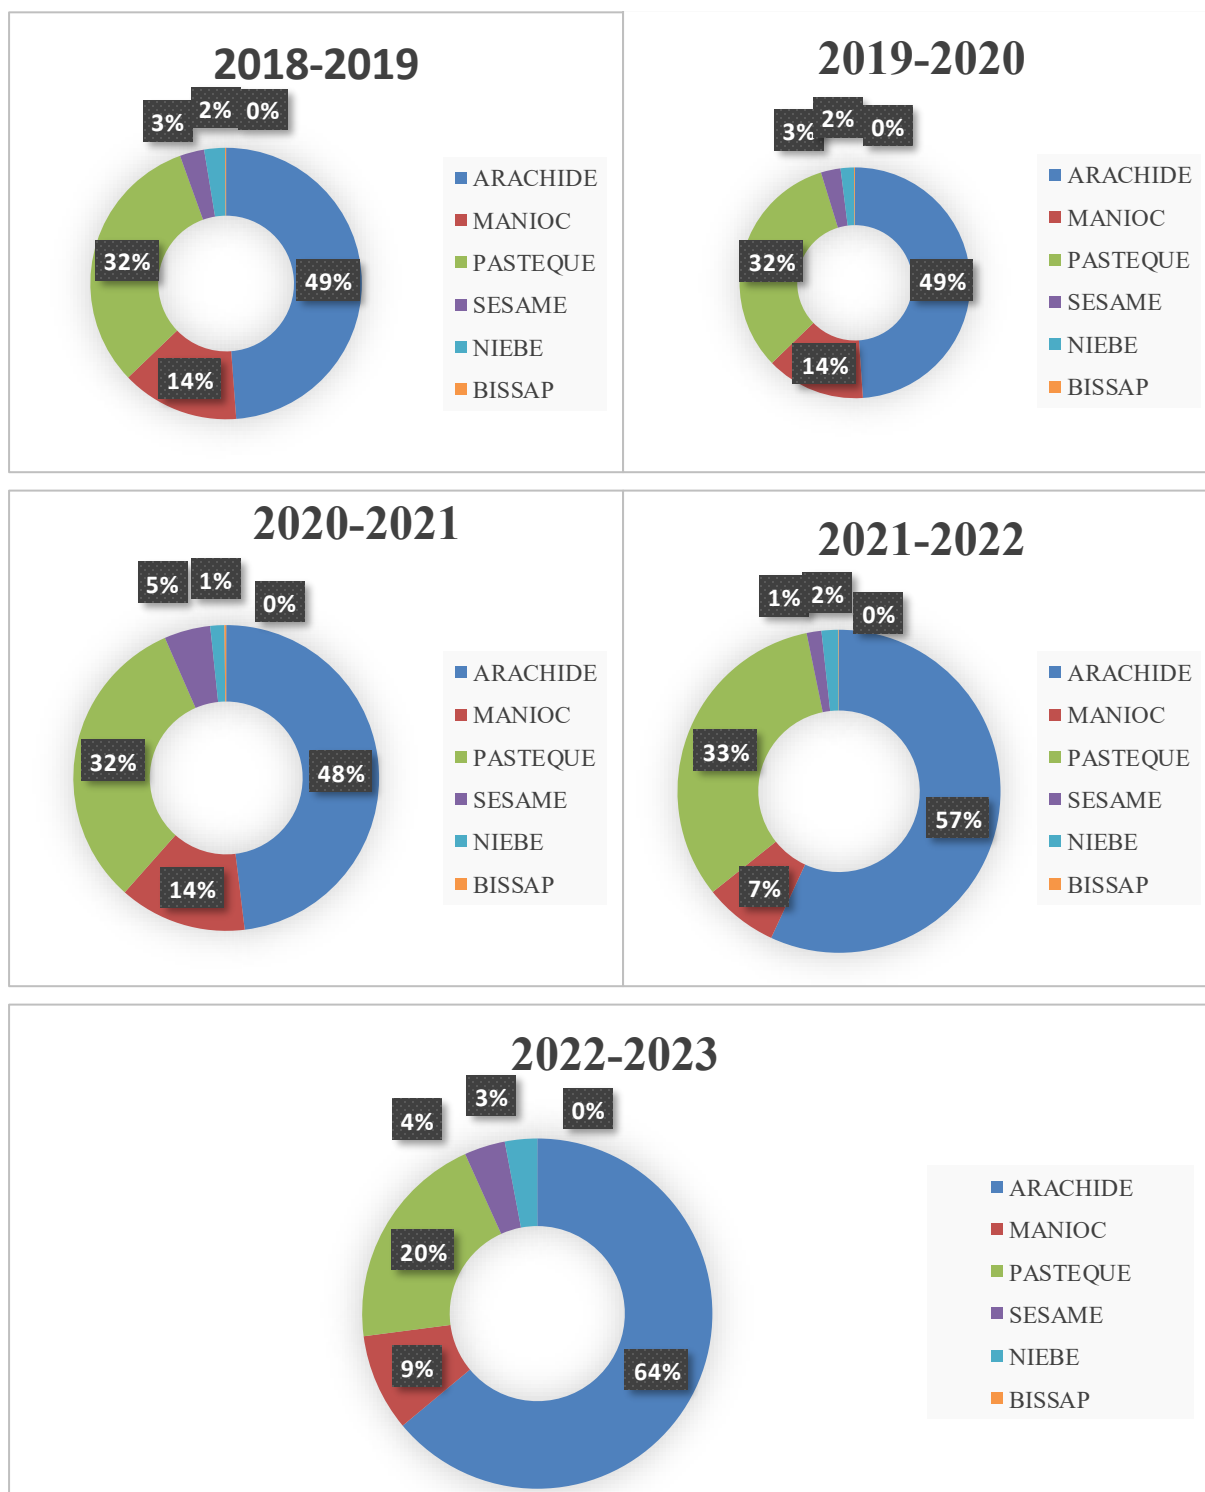 2018-2019
3%
2%
0%
32%
49%
14%
ARACHIDE
MANIOC
PASTEQUE
SESAME
NIEBE
BISSAP
2019-2020
3%
2%
0%
32%
49%
14%
ARACHIDE
MANIOC
PASTEQUE
SESAME
NIEBE
BISSAP
2020-2021
5%
1%
0%
32%
48%
14%
ARACHIDE
MANIOC
PASTEQUE
SESAME
NIEBE
BISSAP
2021-2022
1%
2%
0%
33%
57%
7%
ARACHIDE
MANIOC
PASTEQUE
SESAME
NIEBE
BISSAP
2022-2023
4%
3%
0%
20%
9%
64%
ARACHIDE
MANIOC
PASTEQUE
SESAME
NIEBE
BISSAP